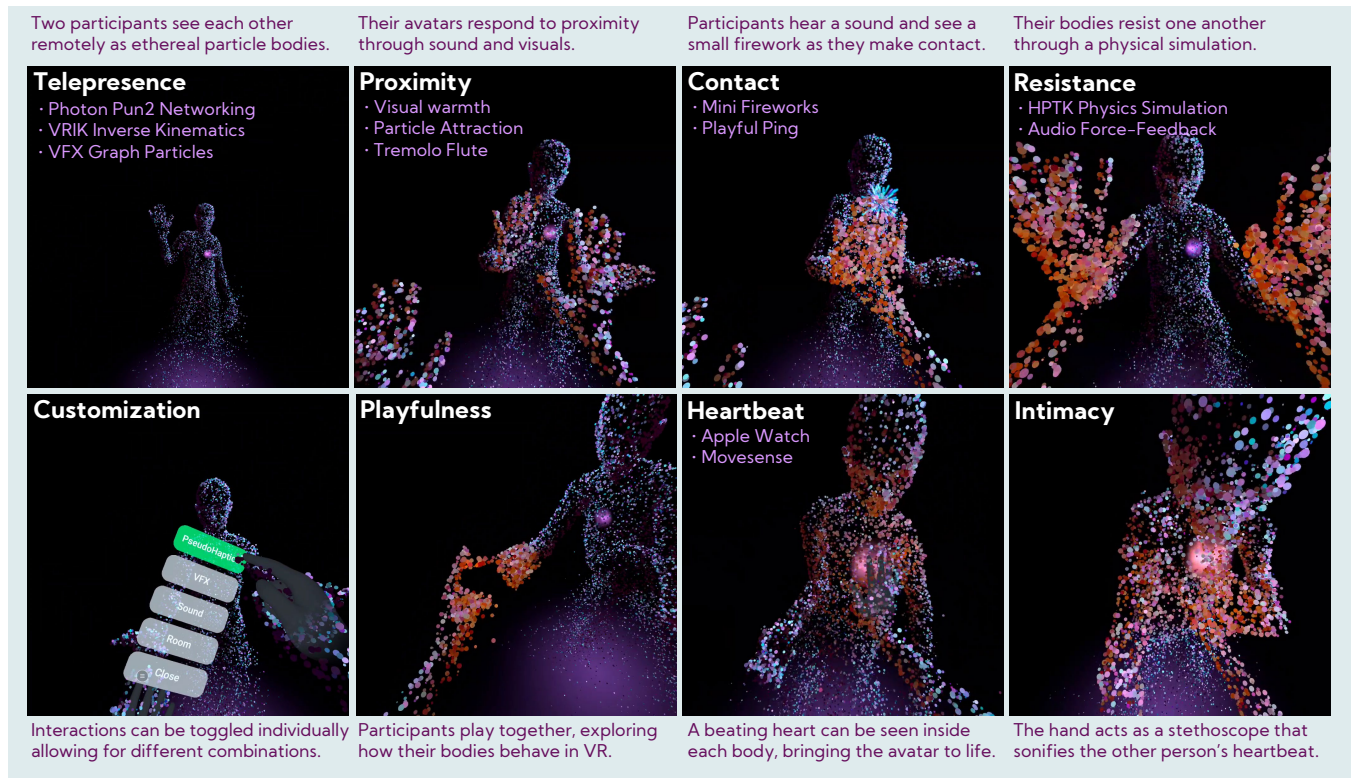 Two participants see each other
remotely as ethereal particle bodies.
Their avatars respond to proximity
through sound and visuals.
Participants hear a sound and see a
small firework as they make contact.
Their bodies resist one another
through a physical simulation.
Telepresence
· Photon Pun2 Networking
· VRIK Inverse Kinematics
· VFX Graph Particles
Proximity
· Visual warmth
· Particle Attraction
· Tremolo Flute
Contact
· Mini Fireworks
· Playful Ping
Resistance
· HPTK Physics Simulation
· Audio Force-Feedback
Customization
PseudoHaptic
VFX
Sound
Room
Close
Playfulness
Heartbeat
· Apple Watch
· Movesense
Intimacy
Interactions can be toggled individually
allowing for different combinations.
Participants play together, exploring
how their bodies behave in VR.
A beating heart can be seen inside
each body, bringing the avatar to life.
The hand acts as a stethoscope that
sonifies the other person's heartbeat.